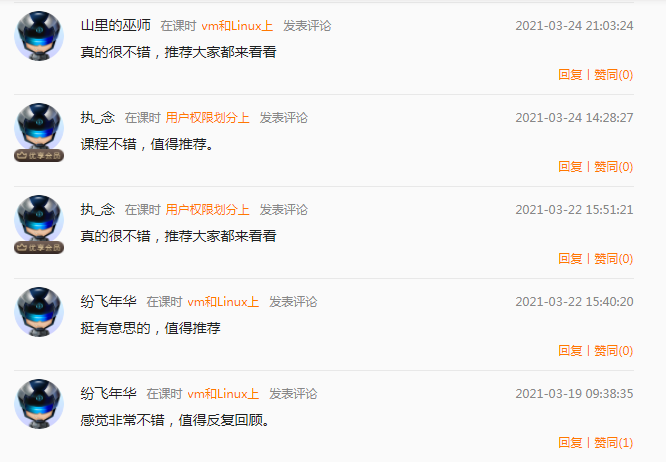 山里的巫师 在课时 vm和Linux上 发表评论 2021-03-24 21:03:24
真的很不错，推荐大家都来看看
回复丨赞同(0)
执_念 在课时 用户权限划分上 发表评论 2021-03-24 14:28:27
课程不错，值得推荐。
优享会员
回复丨赞同(0)
执_念 在课时 用户权限划分上 发表评论 2021-03-22 15:51:21
真的很不错，推荐大家都来看看
优享会员
回复丨赞同(0)
纷飞年华 在课时 vm和Linux上 发表评论 2021-03-22 15:40:20
挺有意思的，值得推荐
回复丨赞同(0)
纷飞年华 在课时 vm和Linux上 发表评论 2021-03-19 09:38:35
感觉非常不错，值得反复回顾。
回复丨赞同(1)